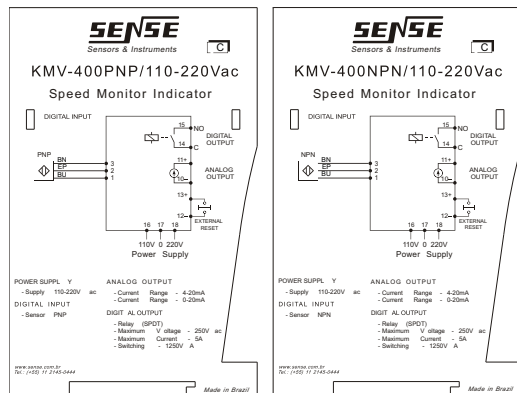 SENSE
Sensors & Instruments
C
KMV-400PNP/110-220Vac
Speed Monitor Indicator
DIGITAL INPUT
15 NO
DIGITAL
OUTPUT
14 C
PNP
BN 3
EP 2
BU 1
11+
ANALOG
OUTPUT
10-
13+
12-
EXTERNAL
RESET
16 17 18
110V 0 220V
Power Supply
POWER SUPPL Y
- Supply 110-220V ac
DIGITAL INPUT
- Sensor PNP
ANALOG OUTPUT
- Current Range - 4-20mA
- Current Range - 0-20mA
DIGIT AL OUTPUT
- Relay (SPDT)
- Maximum V oltage - 250V ac
- Maximum Current - 5A
- Switching - 1250V A
www.sense.com.br
Tel.: (+55) 11 2145-0444
Made in Brazil
SENSE
Sensors & Instruments
C
KMV-400NPN/110-220Vac
Speed Monitor Indicator
DIGITAL INPUT
15 NO
DIGITAL
OUTPUT
14 C
NPN
BN 3
EP 2
BU 1
11+
ANALOG
OUTPUT
10-
13+
12-
EXTERNAL
RESET
16 17 18
110V 0 220V
Power Supply
POWER SUPPL Y
- Supply 110-220V ac
DIGITAL INPUT
- Sensor NPN
ANALOG OUTPUT
- Current Range - 4-20mA
- Current Range - 0-20mA
DIGIT AL OUTPUT
- Relay (SPDT)
- Maximum V oltage - 250V ac
- Maximum Current - 5A
- Switching - 1250V A
www.sense.com.br
Tel.: (+55) 11 2145-0444
Made in Brazil